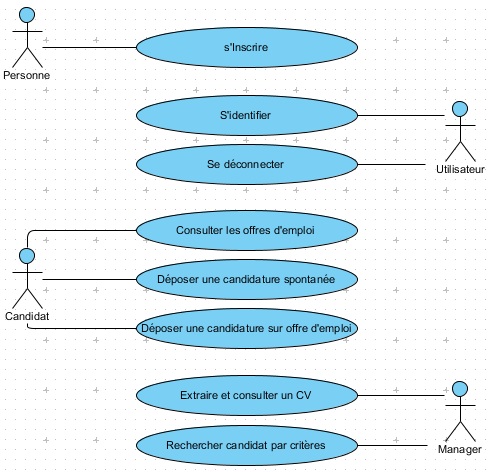 s'Inscrire
Personne
S'identifier
Se déconnecter
Utilisateur
Consulter les offres d'emploi
Déposer une candidature spontanée
Candidat
Déposer une candidature sur offre d'emploi
Extraire et consulter un CV
Rechercher candidat par critères
Manager